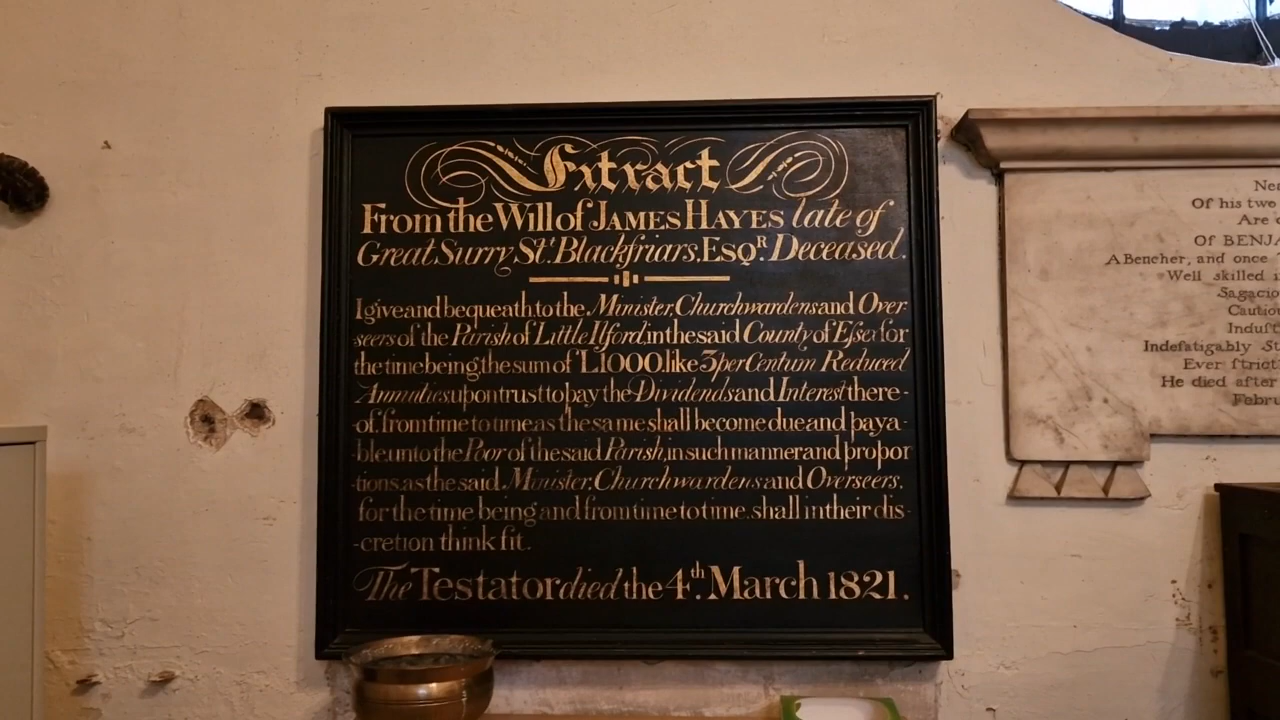 Extract
From the Will of JAMES HAYES late of
Great Surry St. Blackfriars, ESQR. Deceased.
I give and bequeath to the Minister, Churchwardens and Over-
-seers of the Parish of Little Ilford, in the said County of Eſsex for
the time being the sum of L1000. like 3 per Centum Reduced
Annuities upon trust to pay the Dividends and Interest there-
-of, from time to time as the same shall become due and paya-
-ble unto the Poor of the said Parish, in such manner and propor
-tions, as the said, Minister, Churchwardens and Overseers,
for the time being and from time to time, shall in their dis-
-cretion think fit.
The Testator died the 4th. March 1821.
Of his two
Are
Of BENJA
A Bencher, and once
Well skilled
Sagacio
Cautio
Induſt
Indefatigably St
Ever ſtrict
He died after
Febru